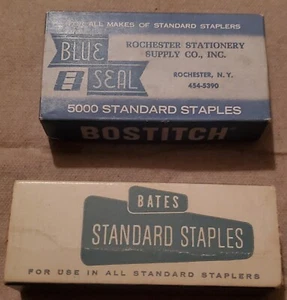 ALL MAKES OF STANDARD STAPLERS
BLUE
SEAL
ROCHESTER STATIONERY
SUPPLY CO., INC.
ROCHESTER, N. Y.
454-5390
5000 STANDARD STAPLES
BOSTITCH
BATES
STANDARD STAPLES
FOR USE IN ALL STANDARD STAPLERS